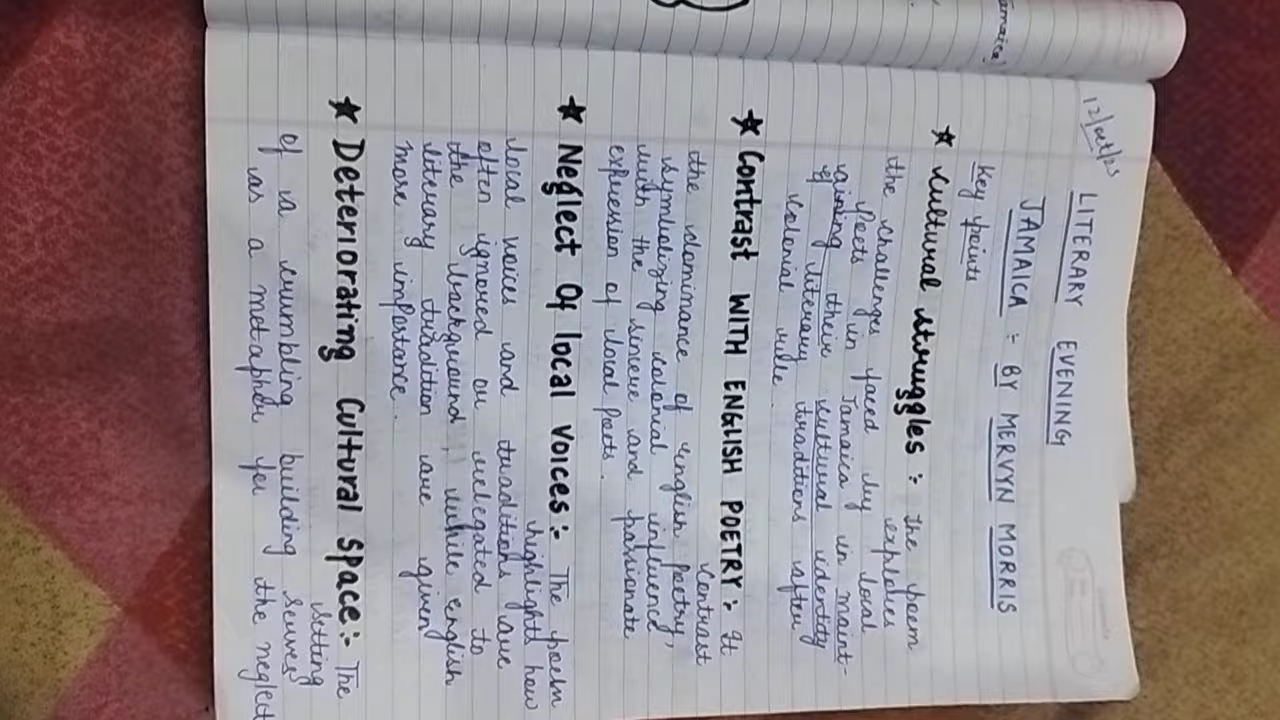 amaica)
12/oct/25
LITERARY EVENING
JAMAICA : BY MERVYN MORRIS
Key points
★ Cultural struggles : The poem
explores
the challenges faced by local
Poets in Jamaica in maint-
aining their cultural identity
of literary traditions after
colonial rule.
★ Contrast WITH ENGLISH POETRY : It
contrast
the dominance of english poetry,
symbolizing colonial influence
with the sincere and passionate
expression of local poets.
★ Neglect Of local voices :- The poem
highlights how
local voices and traditions are
often ignored or relegated to
the background, while english
literary tradition are given
more importance.
★ Deteriorating Cultural space :- The
setting
of a crumbling building serves
as a metaphor for the neglect